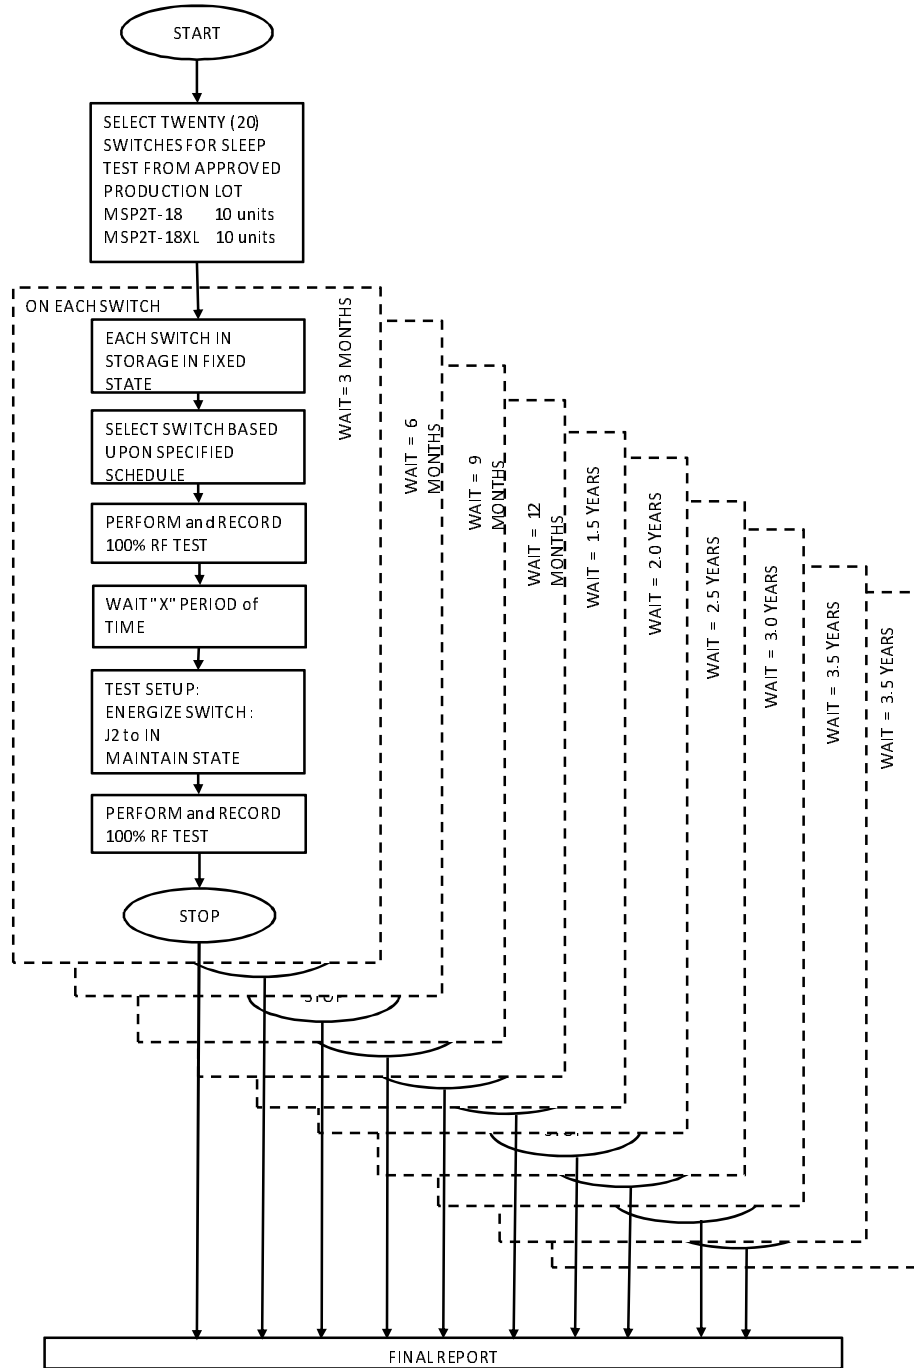 START
SELECT TWENTY (20)
SWITCHES FOR SLEEP
TEST FROM APPROVED
PRODUCTION LOT
MSP2T-18 10 units
MSP2T-18XL 10 units
ON EACH SWITCH
EACH SWITCH IN
STORAGE IN FIXED
STATE
SELECT SWITCH BASED
UPON SPECIFIED
SCHEDULE
PERFORM and RECORD
100% RF TEST
WAIT "X" PERIOD of
TIME
TEST SETUP:
ENERGIZE SWITCH:
J2 to IN
MAINTAIN STATE
PERFORM and RECORD
100% RF TEST
STOP
WAIT = 3 MONTHS
WAIT = 6
MONTHS
WAIT = 9
MONTHS
WAIT = 12
MONTHS
WAIT = 1.5 YEARS
WAIT = 2.0 YEARS
WAIT = 2.5 YEARS
WAIT = 3.0 YEARS
WAIT = 3.5 YEARS
WAIT = 3.5 YEARS
STOP
FINAL REPORT